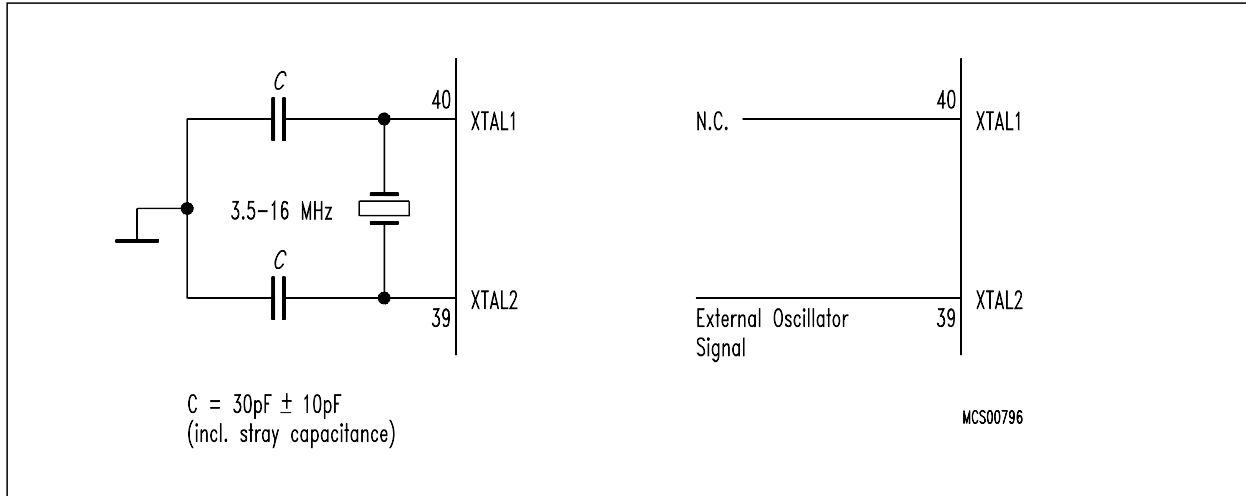 C
40
XTAL1
3.5-16 MHz
C
XTAL2
39
C = 30pF ± 10pF
(incl. stray capacitance)
40
N.C.
XTAL1
XTAL2
External Oscillator
39
Signal
MCS00796